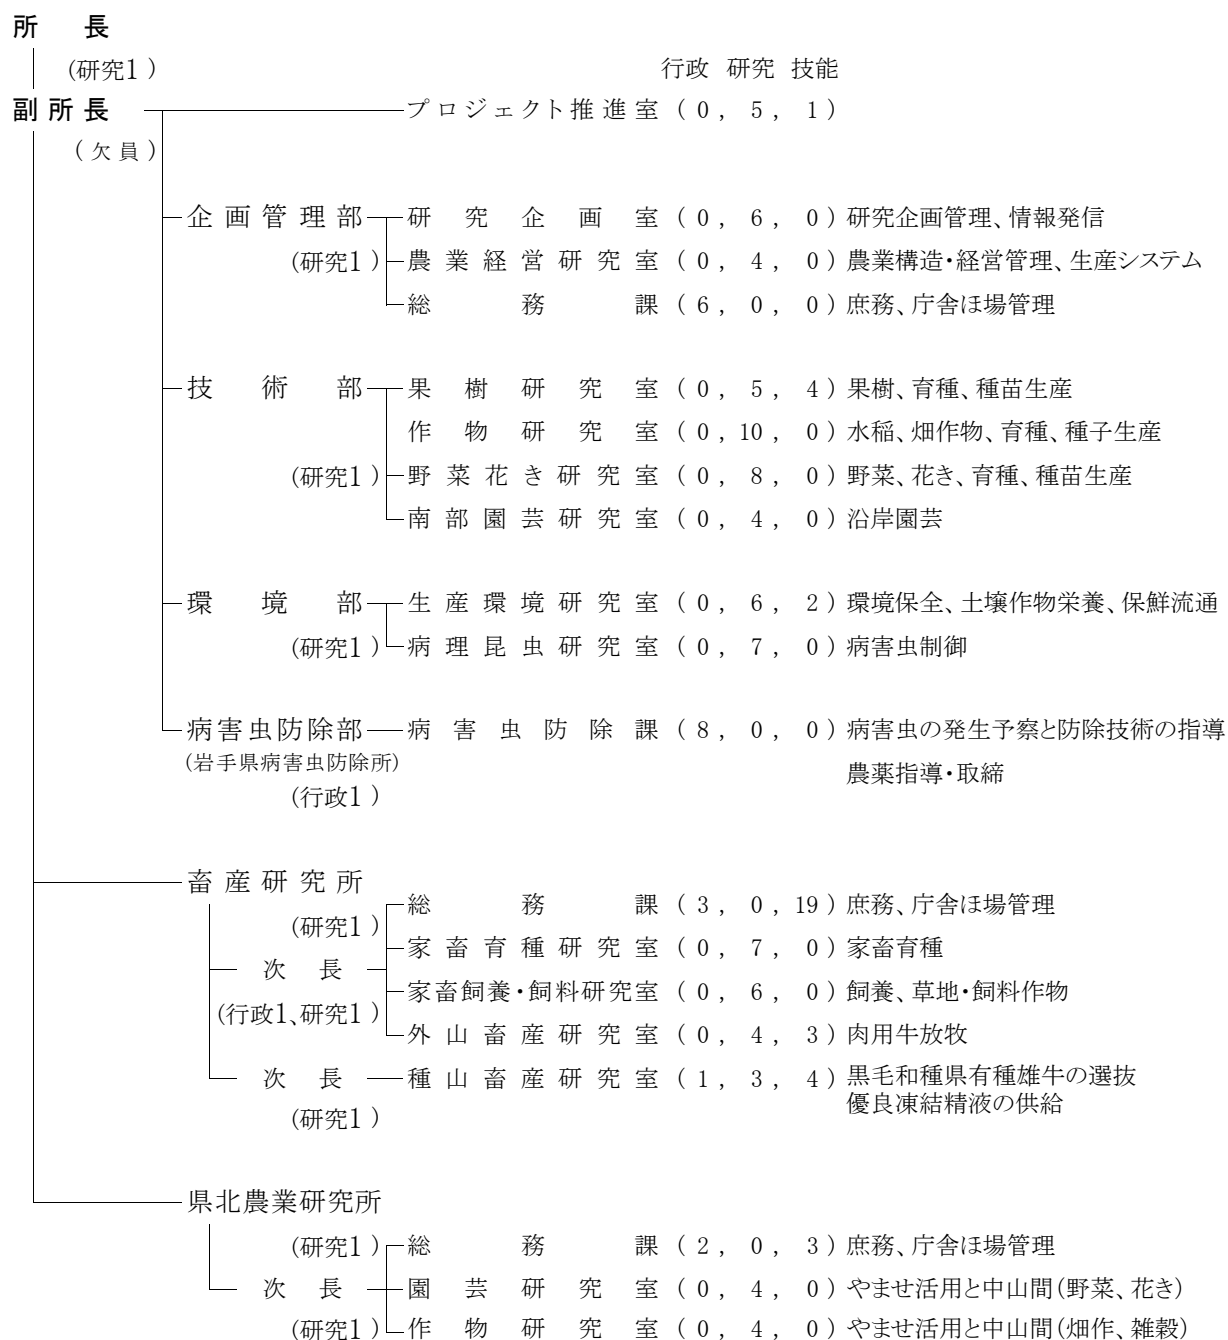 所長
(研究1) 行政 研究 技能
副所長 プロジェクト推進室 (0, 5, 1)
(欠員)
企画管理部 研究企画室 (0, 6, 0) 研究企画管理、情報発信
(研究1) 農業経営研究室 (0, 4, 0) 農業構造・経営管理、生産システム
総務課 (6, 0, 0) 庶務、庁舎ほ場管理
技術部 果樹研究室 (0, 5, 4) 果樹、育種、種苗生産
作物研究室 (0, 10, 0) 水稲、畑作物、育種、種子生産
(研究1) 野菜花き研究室 (0, 8, 0) 野菜、花き、育種、種苗生産
南部園芸研究室 (0, 4, 0) 沿岸園芸
環境部 生産環境研究室 (0, 6, 2) 環境保全、土壌作物栄養、保鮮流通
(研究1) 病理昆虫研究室 (0, 7, 0) 病害虫制御
病害虫防除部 病害虫防除課 (8, 0, 0) 病害虫の発生予察と防除技術の指導
(岩手県病害虫防除所) 農薬指導・取締
(行政1)
畜産研究所
総務課 (3, 0, 19) 庶務、庁舎ほ場管理
(研究1)
家畜育種研究室 (0, 7, 0) 家畜育種
次長
家畜飼養・飼料研究室 (0, 6, 0) 飼養、草地・飼料作物
(行政1、研究1)
外山畜産研究室 (0, 4, 3) 肉用牛放牧
次長 種山畜産研究室 (1, 3, 4) 黒毛和種県有種雄牛の選抜
優良凍結精液の供給
(研究1)
県北農業研究所
(研究1) 総務課 (2, 0, 3) 庶務、庁舎ほ場管理
次長 園芸研究室 (0, 4, 0) やませ活用と中山間(野菜、花き)
(研究1) 作物研究室 (0, 4, 0) やませ活用と中山間(畑作、雑穀)